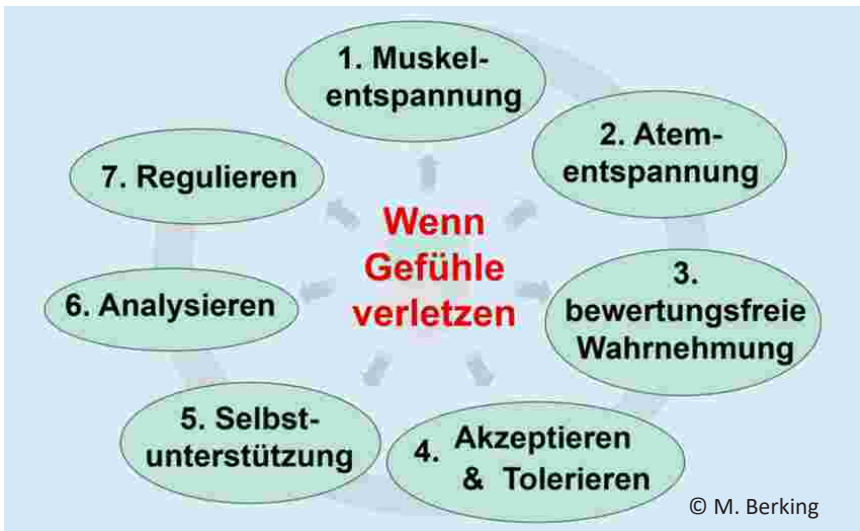 1. Muskel-
entspannung
2. Atem-
entspannung
3.
bewertungsfreie
Wahrnehmung
4. Akzeptieren
& Tolerieren
5. Selbst-
unterstützung
6. Analysieren
7. Regulieren
Wenn
Gefühle
verletzen
© M. Berking